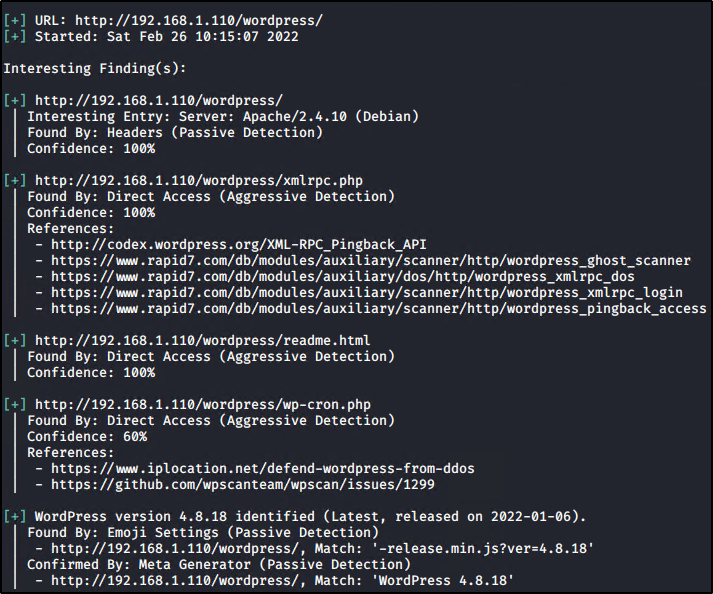 [+] URL: http://192.168.1.110/wordpress/
[+] Started: Sat Feb 26 10:15:07 2022
Interesting Finding(s):
[+] http://192.168.1.110/wordpress/
| Interesting Entry: Server: Apache/2.4.10 (Debian)
| Found By: Headers (Passive Detection)
| Confidence: 100%
[+] http://192.168.1.110/wordpress/xmlrpc.php
| Found By: Direct Access (Aggressive Detection)
| Confidence: 100%
| References:
|  - http://codex.wordpress.org/XML-RPC_Pingback_API
|  - https://www.rapid7.com/db/modules/auxiliary/scanner/http/wordpress_ghost_scanner
|  - https://www.rapid7.com/db/modules/auxiliary/dos/http/wordpress_xmlrpc_dos
|  - https://www.rapid7.com/db/modules/auxiliary/scanner/http/wordpress_xmlrpc_login
|  - https://www.rapid7.com/db/modules/auxiliary/scanner/http/wordpress_pingback_access
[+] http://192.168.1.110/wordpress/readme.html
| Found By: Direct Access (Aggressive Detection)
| Confidence: 100%
[+] http://192.168.1.110/wordpress/wp-cron.php
| Found By: Direct Access (Aggressive Detection)
| Confidence: 60%
| References:
|  - https://www.iplocation.net/defend-wordpress-from-ddos
|  - https://github.com/wpscanteam/wpscan/issues/1299
[+] WordPress version 4.8.18 identified (Latest, released on 2022-01-06).
| Found By: Emoji Settings (Passive Detection)
|  - http://192.168.1.110/wordpress/, Match: '-release.min.js?ver=4.8.18'
| Confirmed By: Meta Generator (Passive Detection)
|  - http://192.168.1.110/wordpress/, Match: 'WordPress 4.8.18'